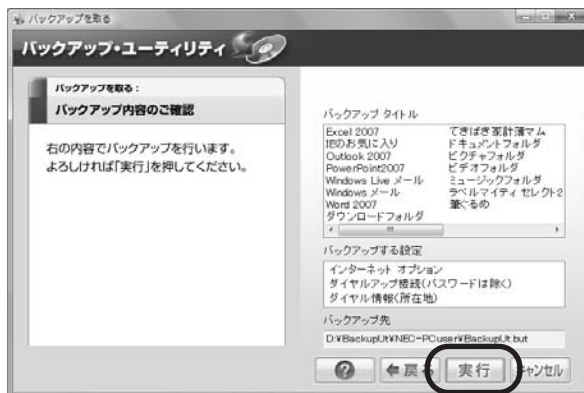 バックアップを取る
バックアップ・ユーティリティ
バックアップを取る：
バックアップ内容のご確認
右の内容でバックアップを行います。
よろしければ「実行」を押してください。
バックアップ タイトル
Excel 2007
IEのお気に入り
Outlook 2007
PowerPoint2007
Windows Live メール
Windows メール
Word 2007
ダウンロードフォルダ
てきぱき家計簿マム
ドキュメントフォルダ
ピクチャフォルダ
ビデオフォルダ
ミュージックフォルダ
ラベルマイティ セレクト2
筆ぐるめ
バックアップする設定
インターネット オプション
ダイヤルアップ接続(パスワードは除く)
ダイヤル情報(所在地)
バックアップ先
D:¥BackupUt¥NEC-PCuser¥BackupUt.but
? 戻る 実行 キャンセル